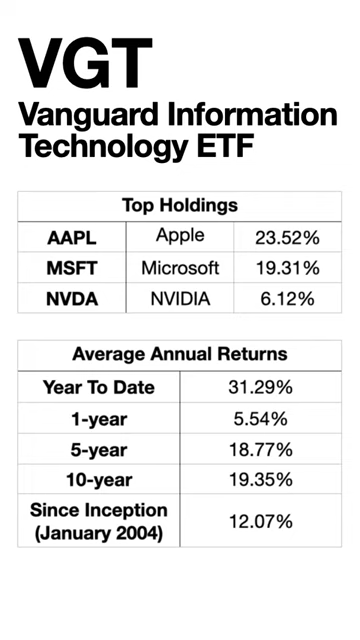 VGT
Vanguard Information
Technology ETF
Top Holdings
AAPL Apple 23.52%
MSFT Microsoft 19.31%
NVDA NVIDIA 6.12%
Average Annual Returns
Year To Date 31.29%
1-year 5.54%
5-year 18.77%
10-year 19.35%
Since Inception
(January 2004) 12.07%